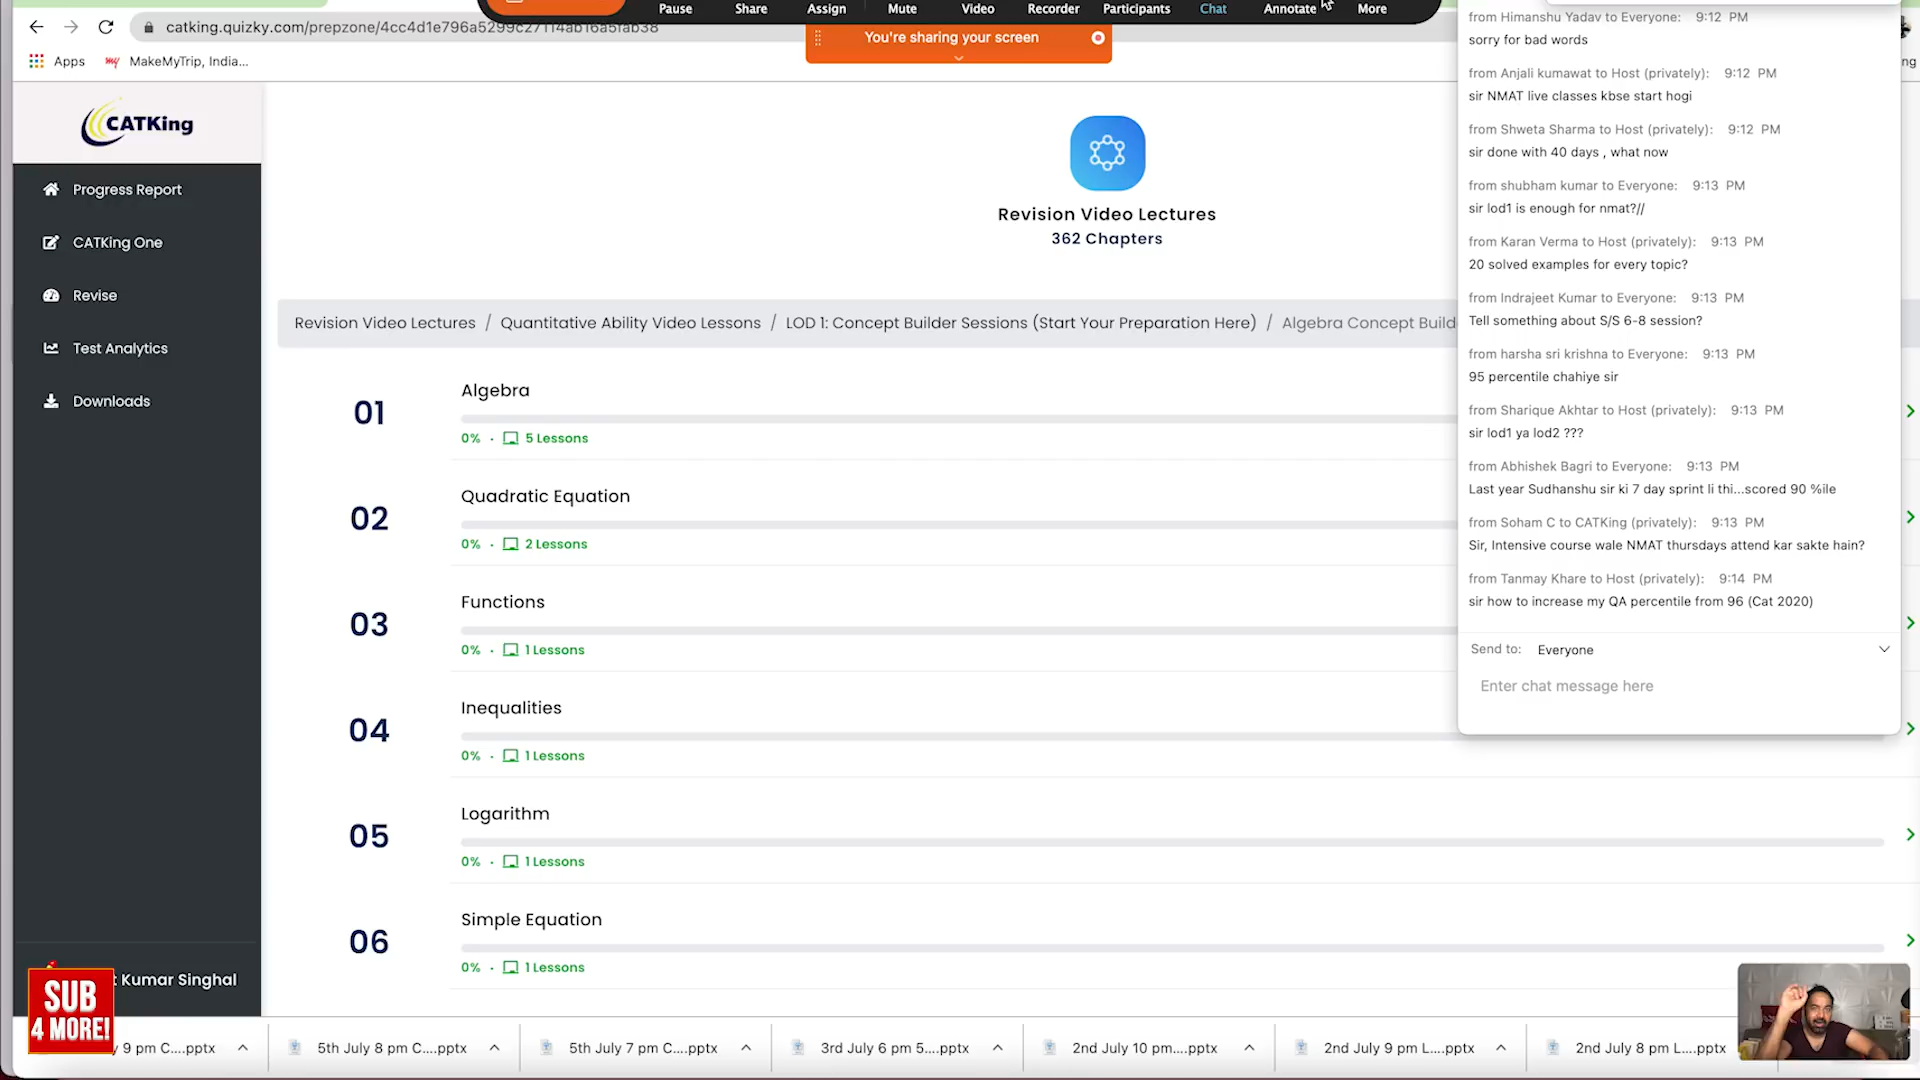 Pause
Share
Assign
Mute
Video
Recorder
Participants
Chat
Annotate
More
catking.quizky.com/prepzone/4cc4d1e796a5299c271f4ab16a5fab38
You're sharing your screen
Apps
MakeMyTrip, India...
ng
CATKing
Progress Report
CATKing One
Revise
Test Analytics
Downloads
t Kumar Singhal
Revision Video Lectures
362 Chapters
Revision Video Lectures / Quantitative Ability Video Lessons / LOD 1: Concept Builder Sessions (Start Your Preparation Here) / Algebra Concept Build
01
Algebra
0% · 5 Lessons
02
Quadratic Equation
0% · 2 Lessons
03
Functions
0% · 1 Lessons
04
Inequalities
0% · 1 Lessons
05
Logarithm
0% · 1 Lessons
06
Simple Equation
0% · 1 Lessons
from Himanshu Yadav to Everyone: 9:12 PM
sorry for bad words
from Anjali kumawat to Host (privately): 9:12 PM
sir NMAT live classes kbse start hogi
from Shweta Sharma to Host (privately): 9:12 PM
sir done with 40 days , what now
from shubham kumar to Everyone: 9:13 PM
sir lod1 is enough for nmat?//
from Karan Verma to Host (privately): 9:13 PM
20 solved examples for every topic?
from Indrajeet Kumar to Everyone: 9:13 PM
Tell something about S/S 6-8 session?
from harsha sri krishna to Everyone: 9:13 PM
95 percentile chahiye sir
from Sharique Akhtar to Host (privately): 9:13 PM
sir lod1 ya lod2 ???
from Abhishek Bagri to Everyone: 9:13 PM
Last year Sudhanshu sir ki 7 day sprint li thi...scored 90 %ile
from Soham C to CATKing (privately): 9:13 PM
Sir, Intensive course wale NMAT thursdays attend kar sakte hain?
from Tanmay Khare to Host (privately): 9:14 PM
sir how to increase my QA percentile from 96 (Cat 2020)
Send to: Everyone
Enter chat message here
SUB
4 MORE!
y 9 pm C....pptx
5th July 8 pm C....pptx
5th July 7 pm C....pptx
3rd July 6 pm 5....pptx
2nd July 10 pm....pptx
2nd July 9 pm L....pptx
2nd July 8 pm L....pptx